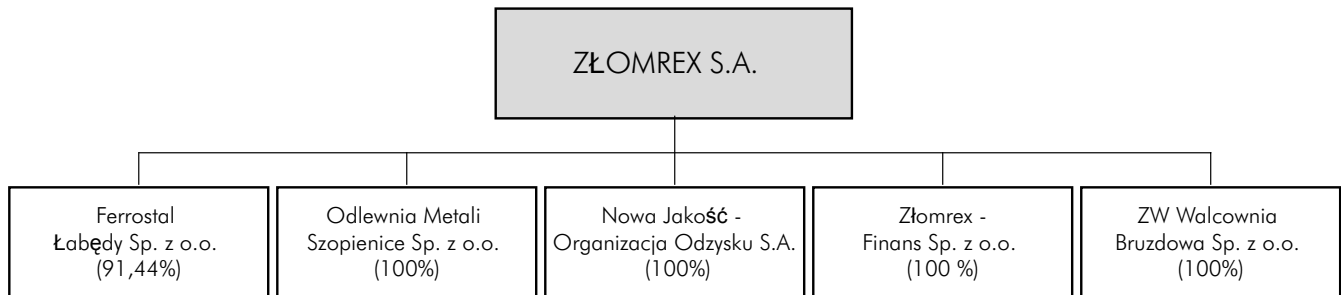 ZŁOMREX S.A.
Ferrostal
Łabędy Sp. z o.o.
(91,44%)
Odlewnia Metali
Szopienice Sp. z o.o.
(100%)
Nowa Jakość -
Organizacja Odzysku S.A.
(100%)
Złomrex -
Finans Sp. z o.o.
(100 %)
ZW Walcownia
Bruzdowa Sp. z o.o.
(100%)